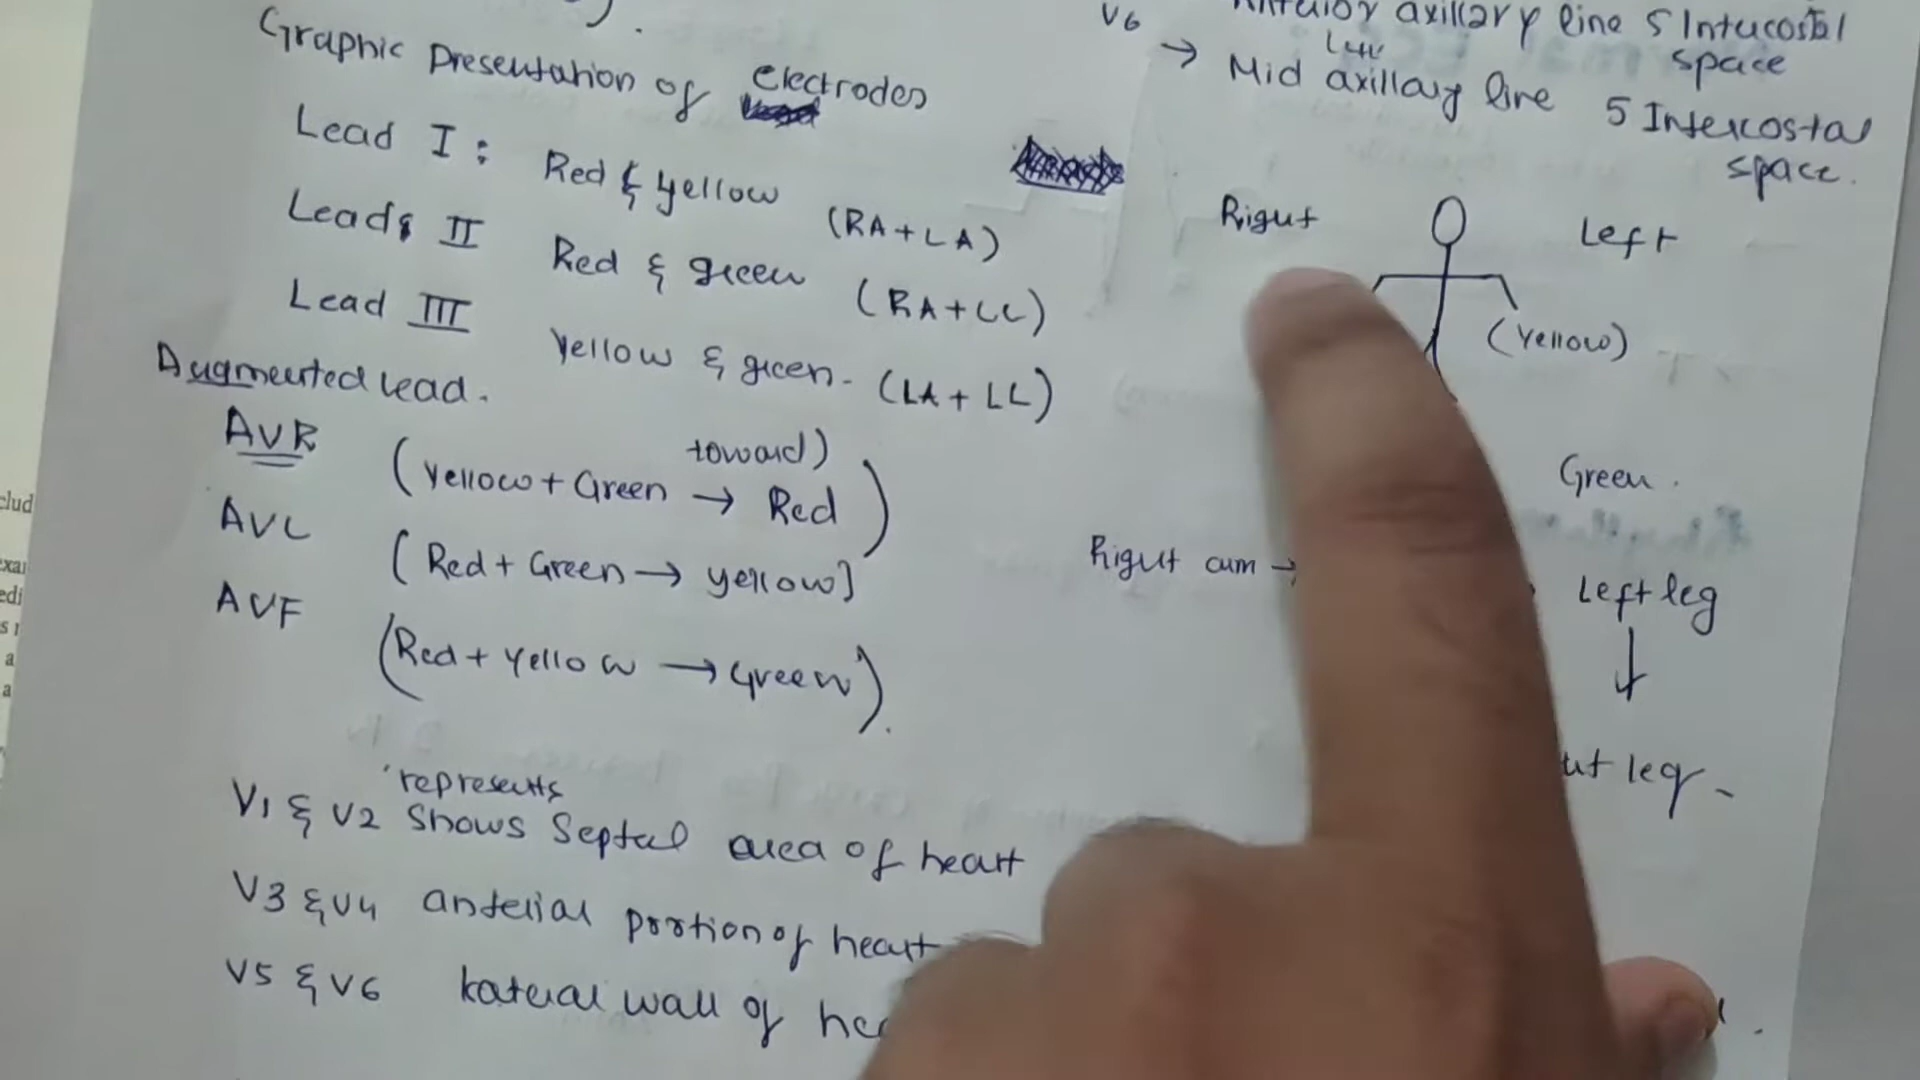 Graphic Presentation of Electrodes
Lead I : Red & yellow (RA+LA)
Leads II Red & green (RA+LL)
Lead III yellow & green - (LA + LL)
Augmented lead.
AVR (yellow + Green → Red toward)
AVL [Red + Green → yellow]
AVF (Red + yellow → Green).
represents
V1 & V2 shows septal area of heart
V3 & V4 anterial portion of heart
V5 & V6 lateral wall of
V6 axillary line 5 Intercostal
space
→ Mid axillary line 5 Intercostal
space.
Right Left
(yellow)
Green.
Right arm → Left leg
leg -